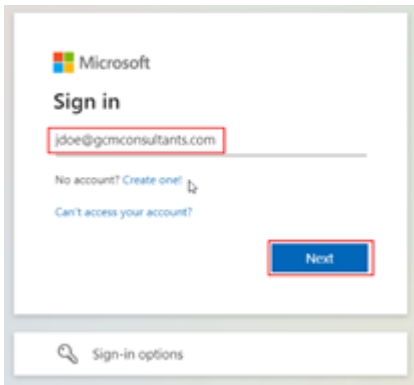 Microsoft
Sign in
jdoe@gcmconsultants.com
No account? Create one!
Can't access your account?
Next
Sign-in options